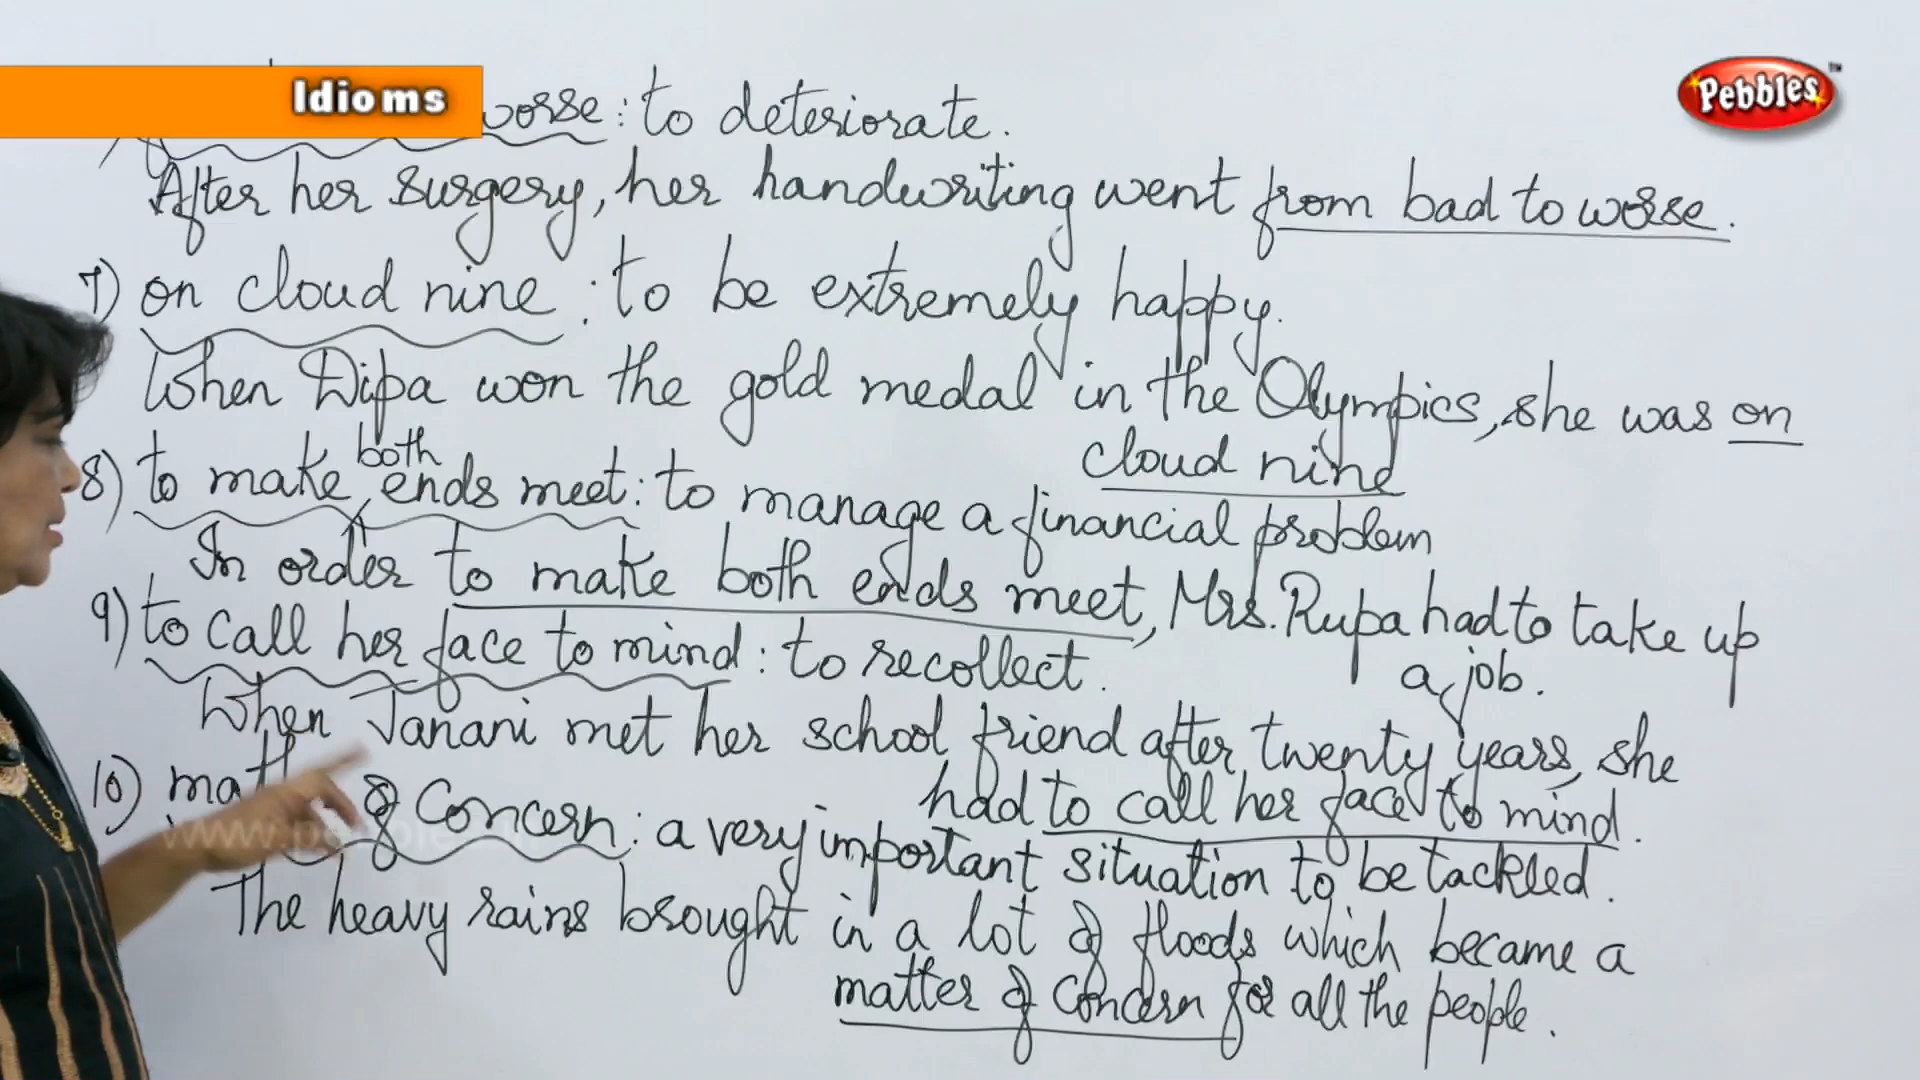 Idioms
Pebbles
worse : to deteriorate.
After her surgery, her handwriting went from bad to worse.
7) on cloud nine : to be extremely happy.
When Dipa won the gold medal in the Olympics, she was on
cloud nine
8) to make both ends meet : to manage a financial problem
In order to make both ends meet, Mrs. Rupa had to take up
a job.
9) to call her face to mind : to recollect.
When Janani met her school friend after twenty years, she
had to call her face to mind.
10) of Concern : a very important situation to be tackled.
The heavy rains brought in a lot of floods which became a
matter of Concern for all the people.